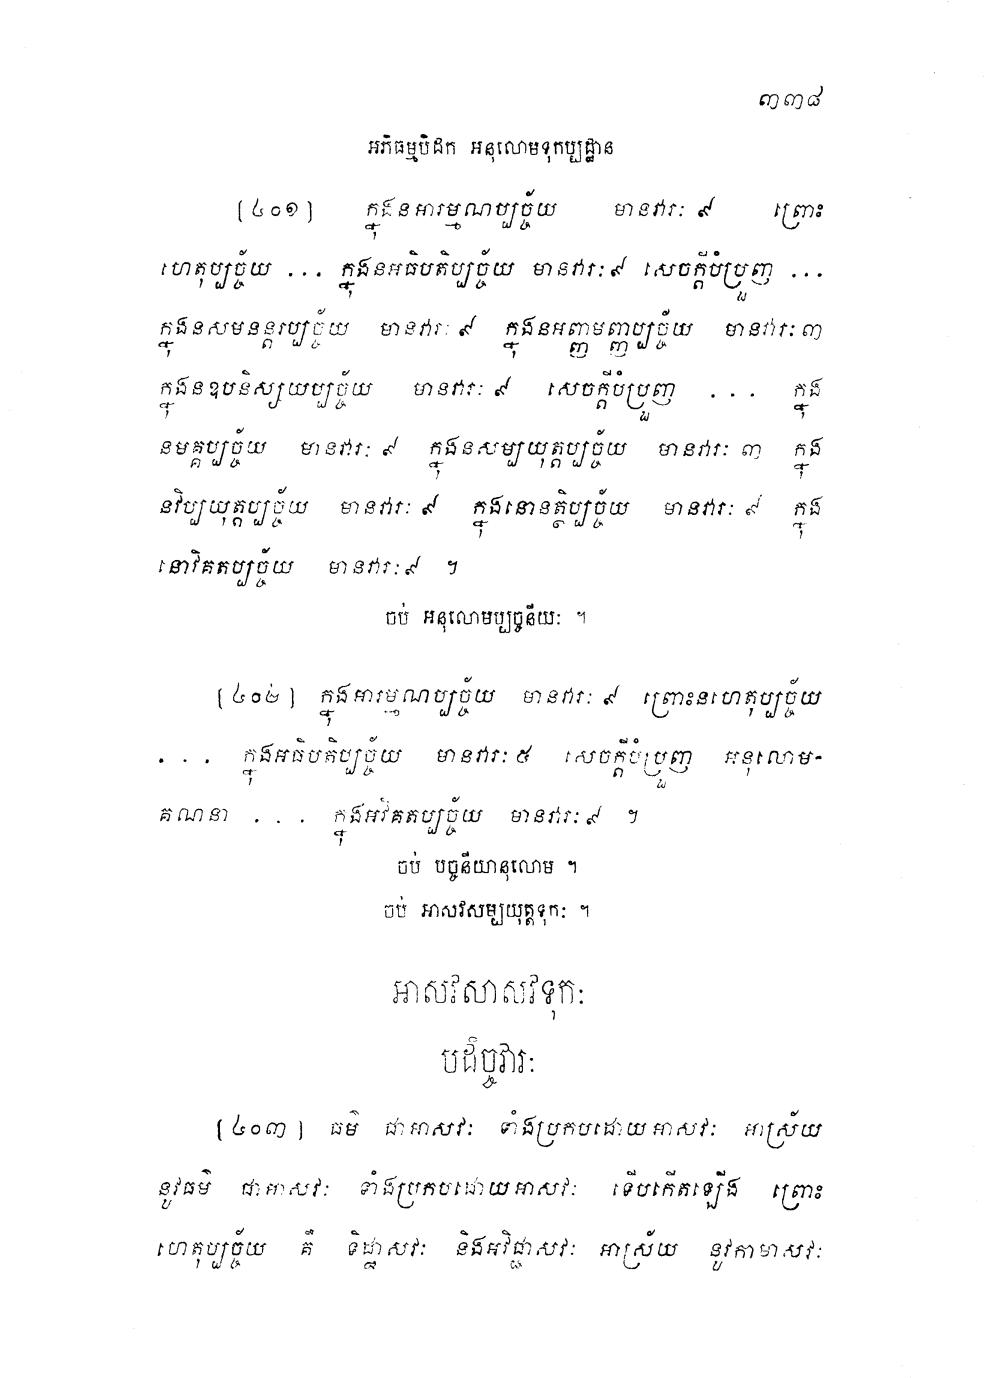 ៣៣៨
អភិធម្មបិដក អនុលោមទុកប្បដ្ឋាន
[៤០១] ក្នុងនអារម្មណប្បច្ច័យ មានវារៈ ៩ ព្រោះ
ហេតុប្បច្ច័យ ... ក្នុងនអធិបតិប្បច្ច័យ មានវារៈ ៩ សេចក្តីបំប្រួញ ...
ក្នុងនសមនន្តរប្បច្ច័យ មានវារៈ ៩ ក្នុងនអញ្ញាមញ្ញប្បច្ច័យ មានវារៈ ៣
ក្នុងនឧបនិស្សយប្បច្ច័យ មានវារៈ ៩ សេចក្តីបំប្រួញ ... ក្នុង
នមគ្គប្បច្ច័យ មានវារៈ ៩ ក្នុងនសម្បយុត្តប្បច្ច័យ មានវារៈ ៣ ក្នុង
នវិប្បយុត្តប្បច្ច័យ មានវារៈ ៩ ក្នុងនោនត្ថិប្បច្ច័យ មានវារៈ ៩ ក្នុង
នោវិគតប្បច្ច័យ មានវារៈ ៩ ។
ចប់ អនុលោមប្បច្ចនីយៈ ។
[៤០២] ក្នុងអារម្មណប្បច្ច័យ មានវារៈ ៩ ព្រោះនហេតុប្បច្ច័យ
... ក្នុងអធិបតិប្បច្ច័យ មានវារៈ ៥ សេចក្តីបំប្រួញ អនុលោម-
គណនា ... ក្នុងអវិគតប្បច្ច័យ មានវារៈ ៩ ។
ចប់ បច្ចនីយានុលោម ។
ចប់ អាសវសម្បយុត្តទុកៈ ។
អាសវសាសវទុកៈ
បដិច្ចវារៈ
[៤០៣] ធម៌ ជាអាសវៈ ទាំងប្រកបដោយអាសវៈ អាស្រ័យ
នូវធម៌ ជាអាសវៈ ទាំងប្រកបដោយអាសវៈ ទើបកើតឡើង ព្រោះ
ហេតុប្បច្ច័យ គឺ ទិដ្ឋាសវៈ និងអវិជ្ជាសវៈ អាស្រ័យ នូវកាមាសវៈ